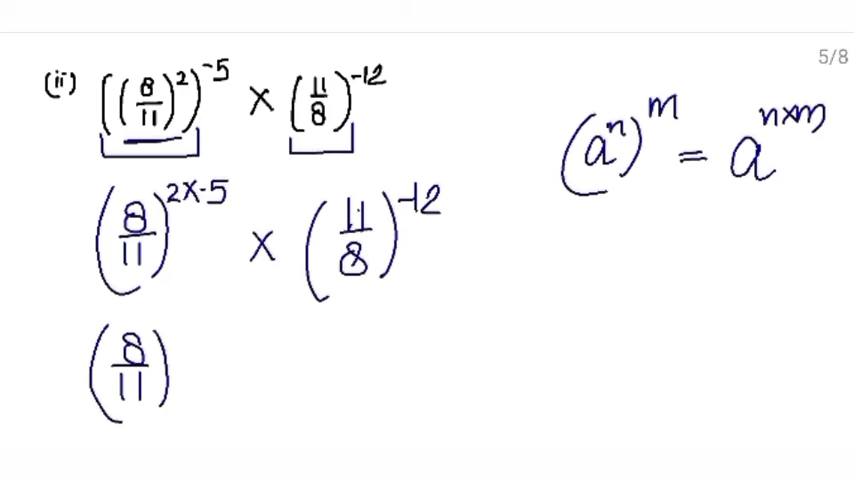 5/8
(ii) ((8/11)^2)^-5 × (11/8)^-12
(a^n)^m = a^n×m
(8/11)^2×-5 × (11/8)^-12
(8/11)